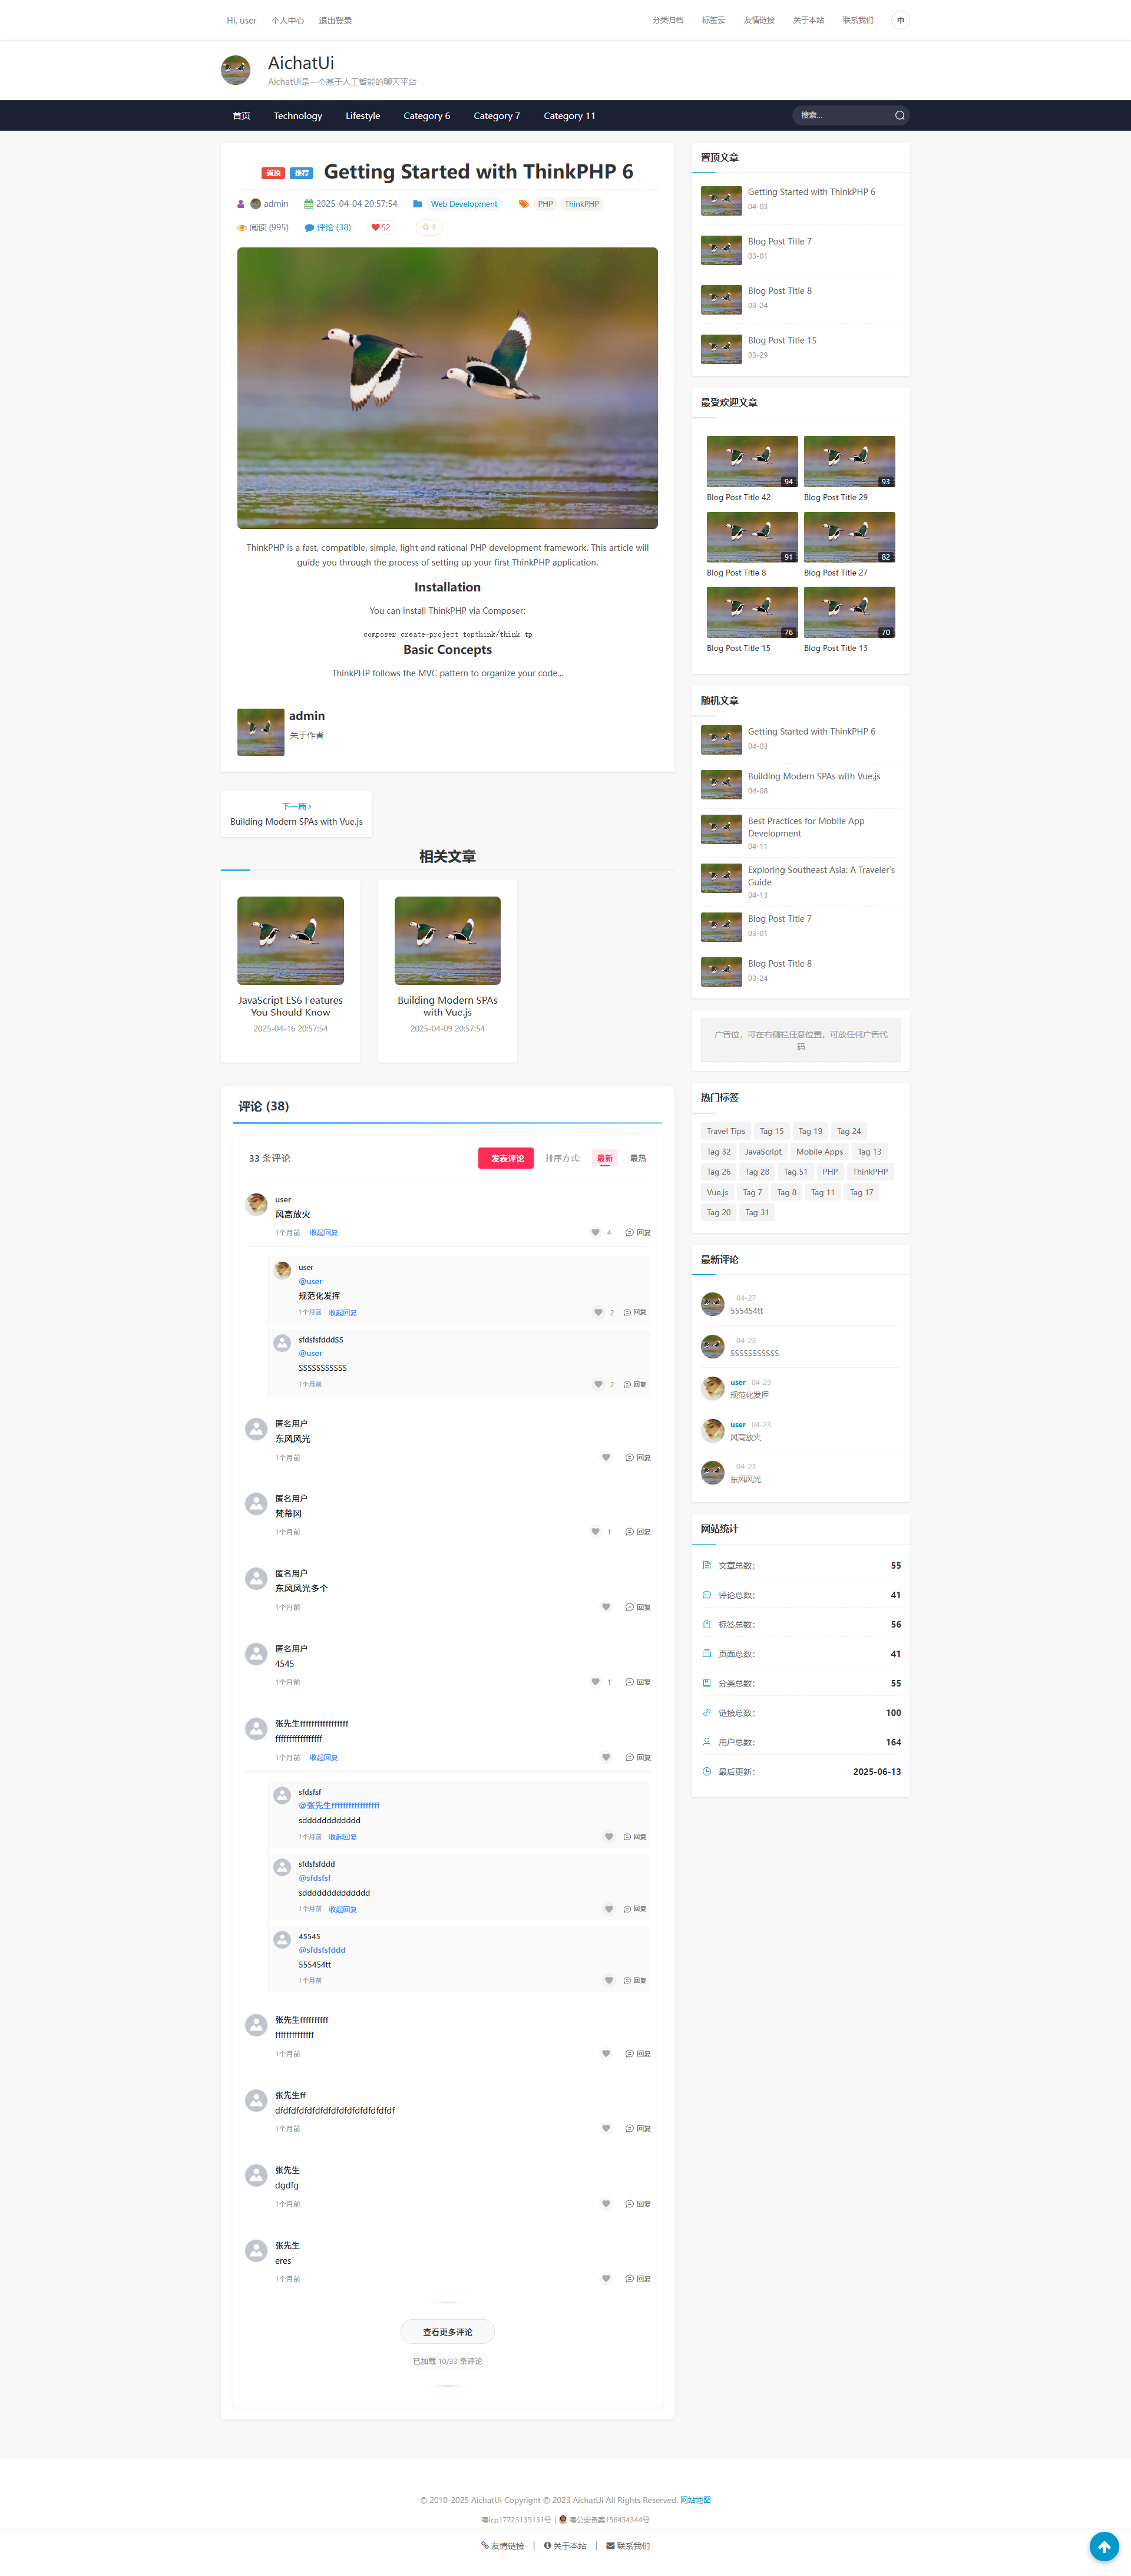 Hi, user 个人中心 退出登录
分类归档 标签云 友情链接 关于本站 联系我们 中
AichatUi
AichatUi是一个基于人工智能的聊天平台
首页 Technology Lifestyle Category 6 Category 7 Category 11 搜索...
置顶 推荐 Getting Started with ThinkPHP 6
admin 2025-04-04 20:57:54 Web Development PHP ThinkPHP
阅读 (995) 评论 (38) 52 1
ThinkPHP is a fast, compatible, simple, light and rational PHP development framework. This article will
guide you through the process of setting up your first ThinkPHP application.
Installation
You can install ThinkPHP via Composer:
composer create-project topthink/think tp
Basic Concepts
ThinkPHP follows the MVC pattern to organize your code...
admin
关于作者
下一篇 ›
Building Modern SPAs with Vue.js
相关文章
JavaScript ES6 Features
You Should Know
2025-04-16 20:57:54
Building Modern SPAs
with Vue.js
2025-04-09 20:57:54
评论 (38)
33 条评论 发表评论 排序方式: 最新 最热
user
风高放火
1个月前 收起回复 4 回复
user
@user
规范化发挥
1个月前 收起回复 2 回复
sfdsfsfdddSS
@user
SSSSSSSSSSS
1个月前 2 回复
匿名用户
东风风光
1个月前 回复
匿名用户
梵蒂冈
1个月前 1 回复
匿名用户
东风风光多个
1个月前 回复
匿名用户
4545
1个月前 1 回复
张先生fffffffffffffffff
fffffffffffffffff
1个月前 收起回复 回复
sfdsfsf
@张先生fffffffffffffffff
sddddddddddddd
1个月前 收起回复 回复
sfdsfsfddd
@sfdsfsf
sddddddddddddddd
1个月前 收起回复 回复
45545
@sfdsfsfddd
555454tt
1个月前 回复
张先生ffffffffff
ffffffffffffff
1个月前 回复
张先生ff
dfdfdfdfdfdfdfdfdfdfdfdfdfdf
1个月前 回复
张先生
dgdfg
1个月前 回复
张先生
eres
1个月前 回复
查看更多评论
已加载 10/33 条评论
置顶文章
Getting Started with ThinkPHP 6
04-03
Blog Post Title 7
03-01
Blog Post Title 8
03-24
Blog Post Title 15
03-29
最受欢迎文章
94 93
Blog Post Title 42 Blog Post Title 29
91 82
Blog Post Title 8 Blog Post Title 27
76 70
Blog Post Title 15 Blog Post Title 13
随机文章
Getting Started with ThinkPHP 6
04-03
Building Modern SPAs with Vue.js
04-08
Best Practices for Mobile App
Development
04-11
Exploring Southeast Asia: A Traveler's
Guide
04-13
Blog Post Title 7
03-01
Blog Post Title 8
03-24
广告位，可在右侧栏任意位置，可放任何广告代
码
热门标签
Travel Tips Tag 15 Tag 19 Tag 24
Tag 32 JavaScript Mobile Apps Tag 13
Tag 26 Tag 28 Tag 51 PHP ThinkPHP
Vue.js Tag 7 Tag 8 Tag 11 Tag 17
Tag 20 Tag 31
最新评论
04-27
555454tt
04-23
SSSSSSSSSSS
user 04-23
规范化发挥
user 04-23
风高放火
04-23
东风风光
网站统计
文章总数: 55
评论总数: 41
标签总数: 56
页面总数: 41
分类总数: 55
链接总数: 100
用户总数: 164
最后更新: 2025-06-13
© 2010-2025 AichatUi Copyright © 2023 AichatUi All Rights Reserved. 网站地图
粤icp17723135131号 | 粤公安备案156454344号
友情链接 | 关于本站 | 联系我们